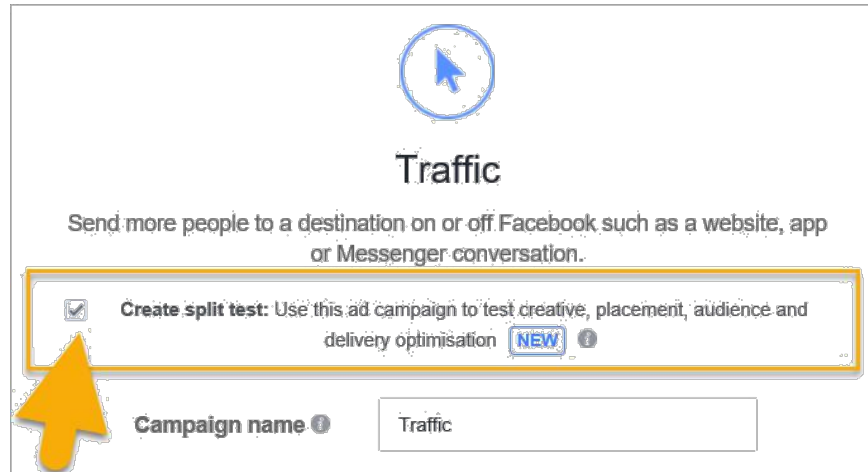 Traffic
Send more people to a destination on or off Facebook such as a website, app
or Messenger conversation.
Create split test: Use this ad campaign to test creative, placement, audience and
delivery optimisation NEW
Campaign name Traffic